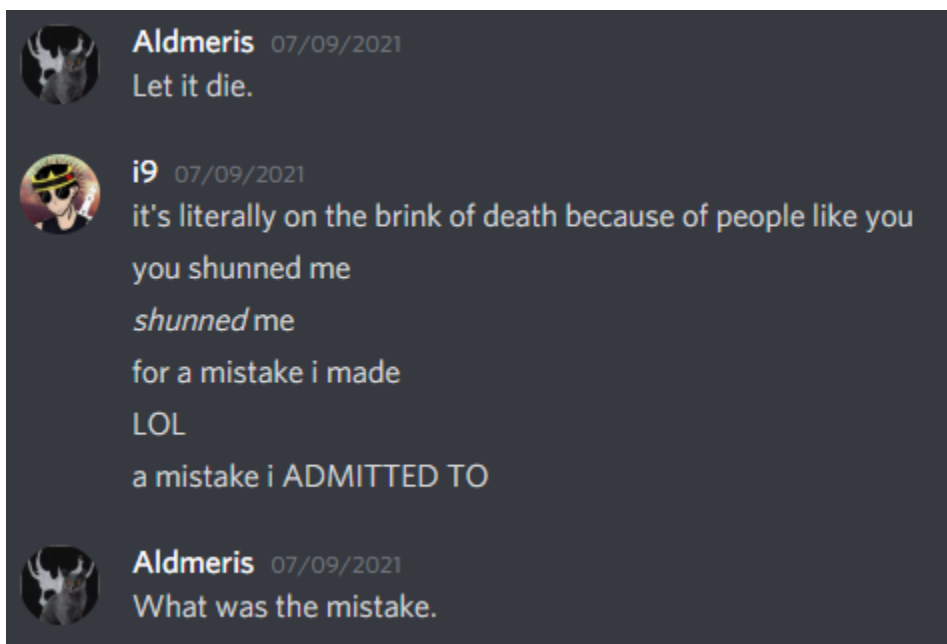 Aldmeris 07/09/2021
Let it die.
i9 07/09/2021
it's literally on the brink of death because of people like you
you shunned me
shunned me
for a mistake i made
LOL
a mistake i ADMITTED TO
Aldmeris 07/09/2021
What was the mistake.